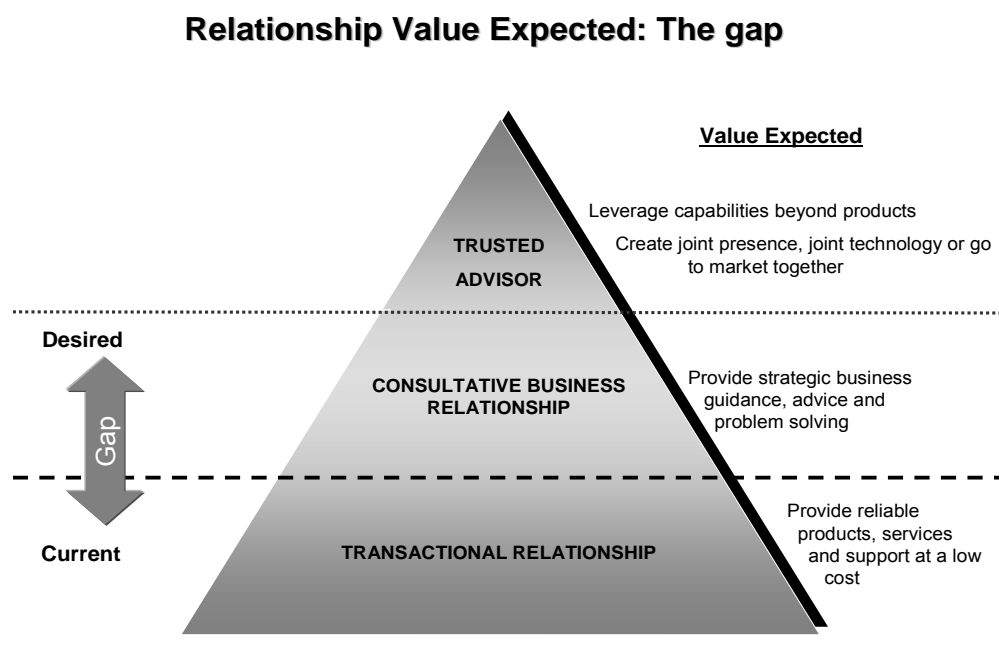 Relationship Value Expected: The gap
Value Expected
Leverage capabilities beyond products
TRUSTED
ADVISOR
Create joint presence, joint technology or go
to market together
Desired
Gap
Current
CONSULTATIVE BUSINESS
RELATIONSHIP
Provide strategic business
guidance, advice and
problem solving
TRANSACTIONAL RELATIONSHIP
Provide reliable
products, services
and support at a low
cost